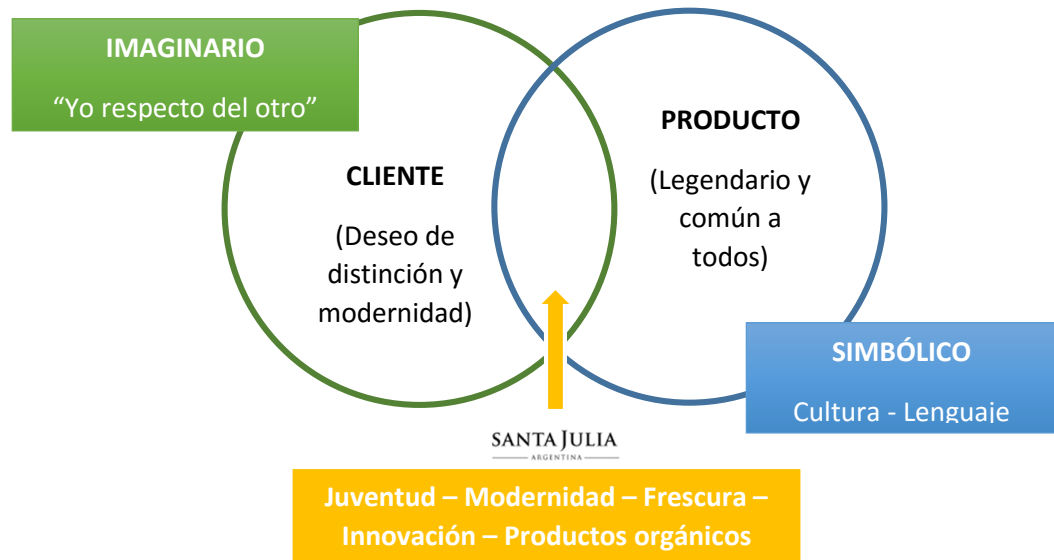 IMAGINARIO
“Yo respecto del otro”
CLIENTE
(Deseo de
distinción y
modernidad)
PRODUCTO
(Legendario y
común a
todos)
SIMBÓLICO
Cultura - Lenguaje
SANTA JULIA
ARGENTINA
Juventud – Modernidad – Frescura –
Innovación – Productos orgánicos